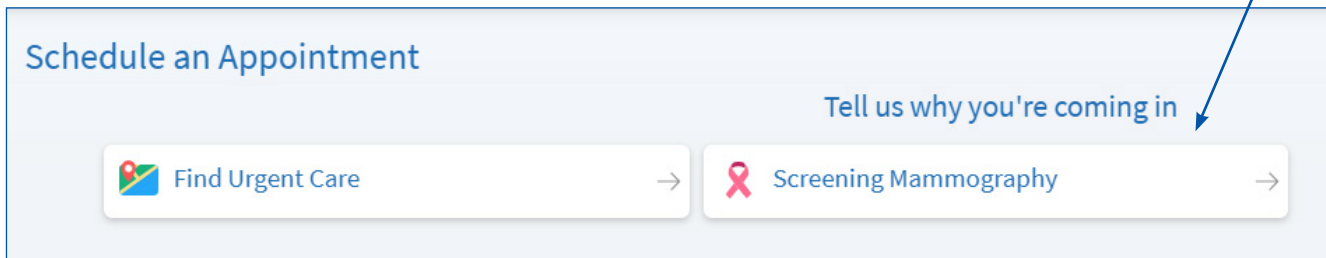 Schedule an Appointment
Tell us why you're coming in
Find Urgent Care
Screening Mammography